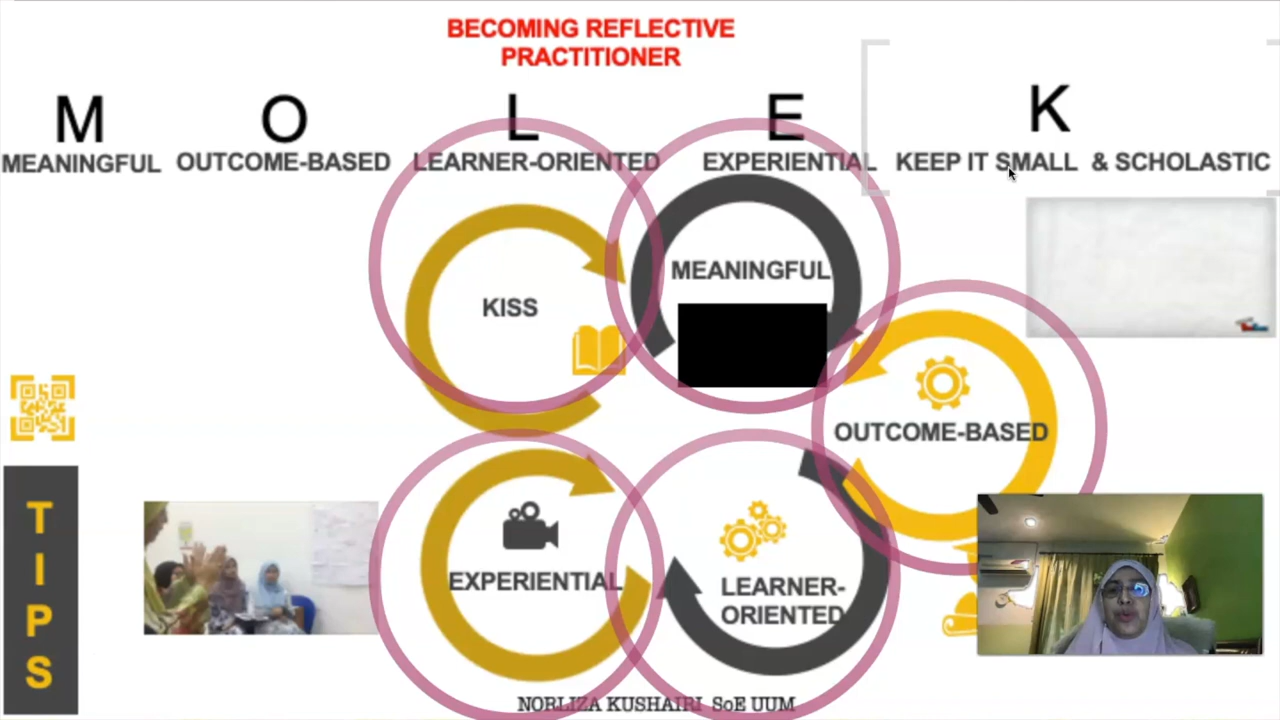 BECOMING REFLECTIVE
PRACTITIONER
M O L E K
MEANINGFUL OUTCOME-BASED LEARNER-ORIENTED EXPERIENTIAL KEEP IT SMALL & SCHOLASTIC
KISS
MEANINGFUL
OUTCOME-BASED
EXPERIENTIAL
LEARNER-
ORIENTED
T
I
P
S
NORLIZA KUSHAIRI SoE UUM